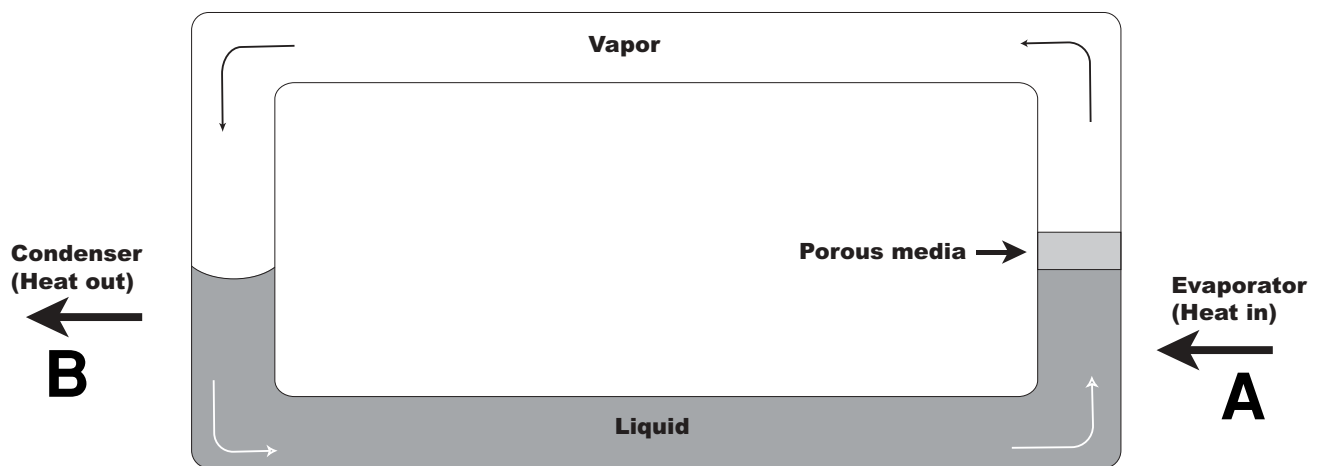 Vapor
Condenser
(Heat out)
B
Porous media
Evaporator
(Heat in)
A
Liquid